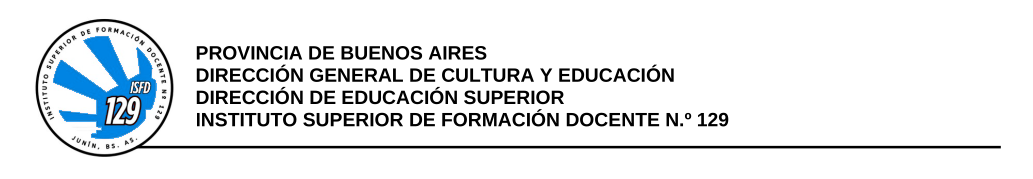 INSTITUTO SUPERIOR DE FORMACIÓN DOCENTE Nº 129
ISFD
129
JUNÍN, BS. AS.
PROVINCIA DE BUENOS AIRES
DIRECCIÓN GENERAL DE CULTURA Y EDUCACIÓN
DIRECCIÓN DE EDUCACIÓN SUPERIOR
INSTITUTO SUPERIOR DE FORMACIÓN DOCENTE N.º 129